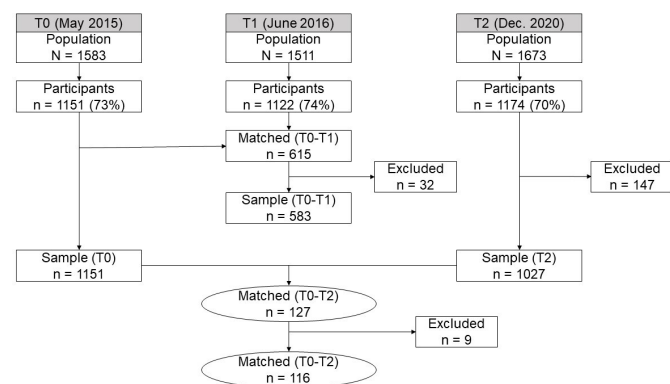 T0 (May 2015)
Population
N = 1583
Participants
n = 1151 (73%)
T1 (June 2016)
Population
N = 1511
Participants
n = 1122 (74%)
T2 (Dec. 2020)
Population
N = 1673
Participants
n = 1174 (70%)
Matched (T0-T1)
n = 615
Excluded
n = 32
Excluded
n = 147
Sample (T0-T1)
n = 583
Sample (T0)
n = 1151
Sample (T2)
n = 1027
Matched (T0-T2)
n = 127
Excluded
n = 9
Matched (T0-T2)
n = 116